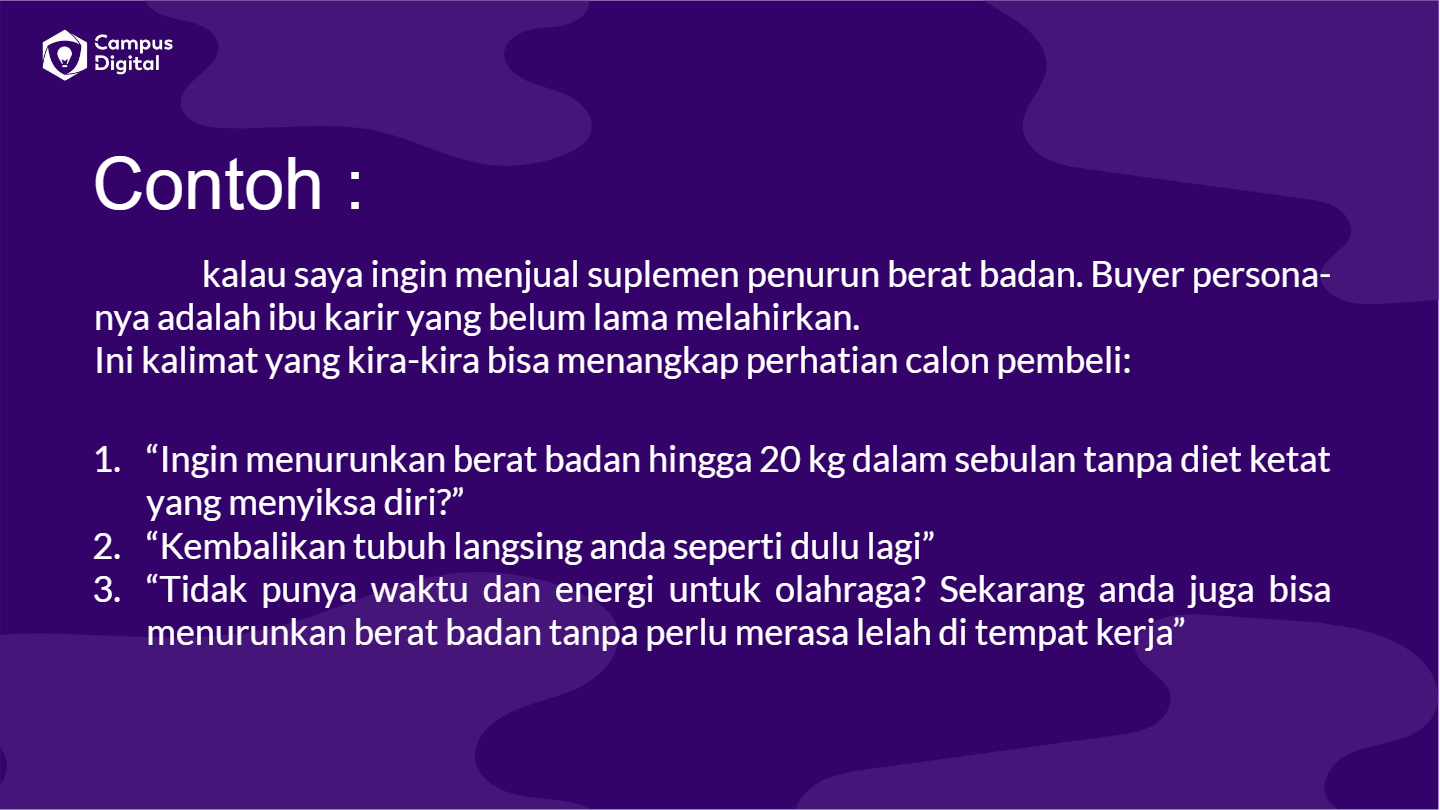 Campus
Digital
Contoh :
kalau saya ingin menjual suplemen penurun berat badan. Buyer persona-
nya adalah ibu karir yang belum lama melahirkan.
Ini kalimat yang kira-kira bisa menangkap perhatian calon pembeli:
1. “Ingin menurunkan berat badan hingga 20 kg dalam sebulan tanpa diet ketat
yang menyiksa diri?”
2. “Kembalikan tubuh langsing anda seperti dulu lagi”
3. “Tidak punya waktu dan energi untuk olahraga? Sekarang anda juga bisa
menurunkan berat badan tanpa perlu merasa lelah di tempat kerja”